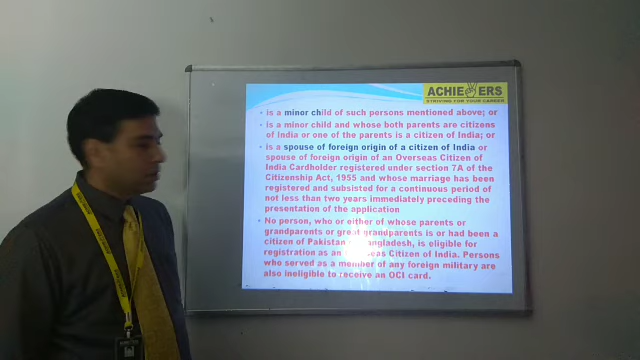 ACHIEVERS
STRIVING FOR YOUR CAREER
is a minor child of such persons mentioned above; or
is a minor child and whose both parents are citizens
of India or one of the parents is a citizen of India; or
is a spouse of foreign origin of a citizen of India or
spouse of foreign origin of an Overseas Citizen of
India Cardholder registered under section 7A of the
Citizenship Act, 1955 and whose marriage has been
registered and subsisted for a continuous period of
not less than two years immediately preceding the
presentation of the application
No person, who or either of whose parents or
grandparents or great grandparents is or had been a
citizen of Pakistan Bangladesh, is eligible for
registration as an Overseas Citizen of India. Persons
who served as a member of any foreign military are
also ineligible to receive an OCI card.